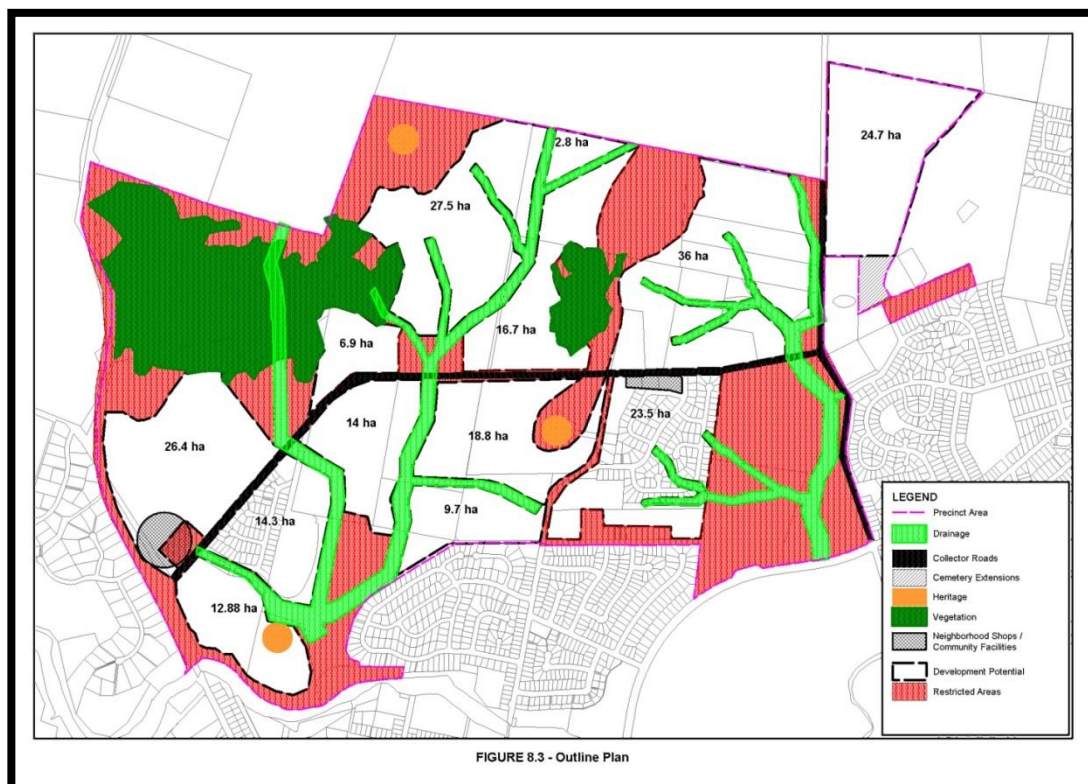 24.7 ha
2.8 ha
27.5 ha
36 ha
16.7 ha
6.9 ha
23.5 ha
14 ha
18.8 ha
26.4 ha
9.7 ha
14.3 ha
12.88 ha
LEGEND
Precinct Area
Drainage
Collector Roads
Cemetery Extensions
Heritage
Vegetation
Neighborhood Shops /
Community Facilities
Development Potential
Restricted Areas
FIGURE 8.3 - Outline Plan